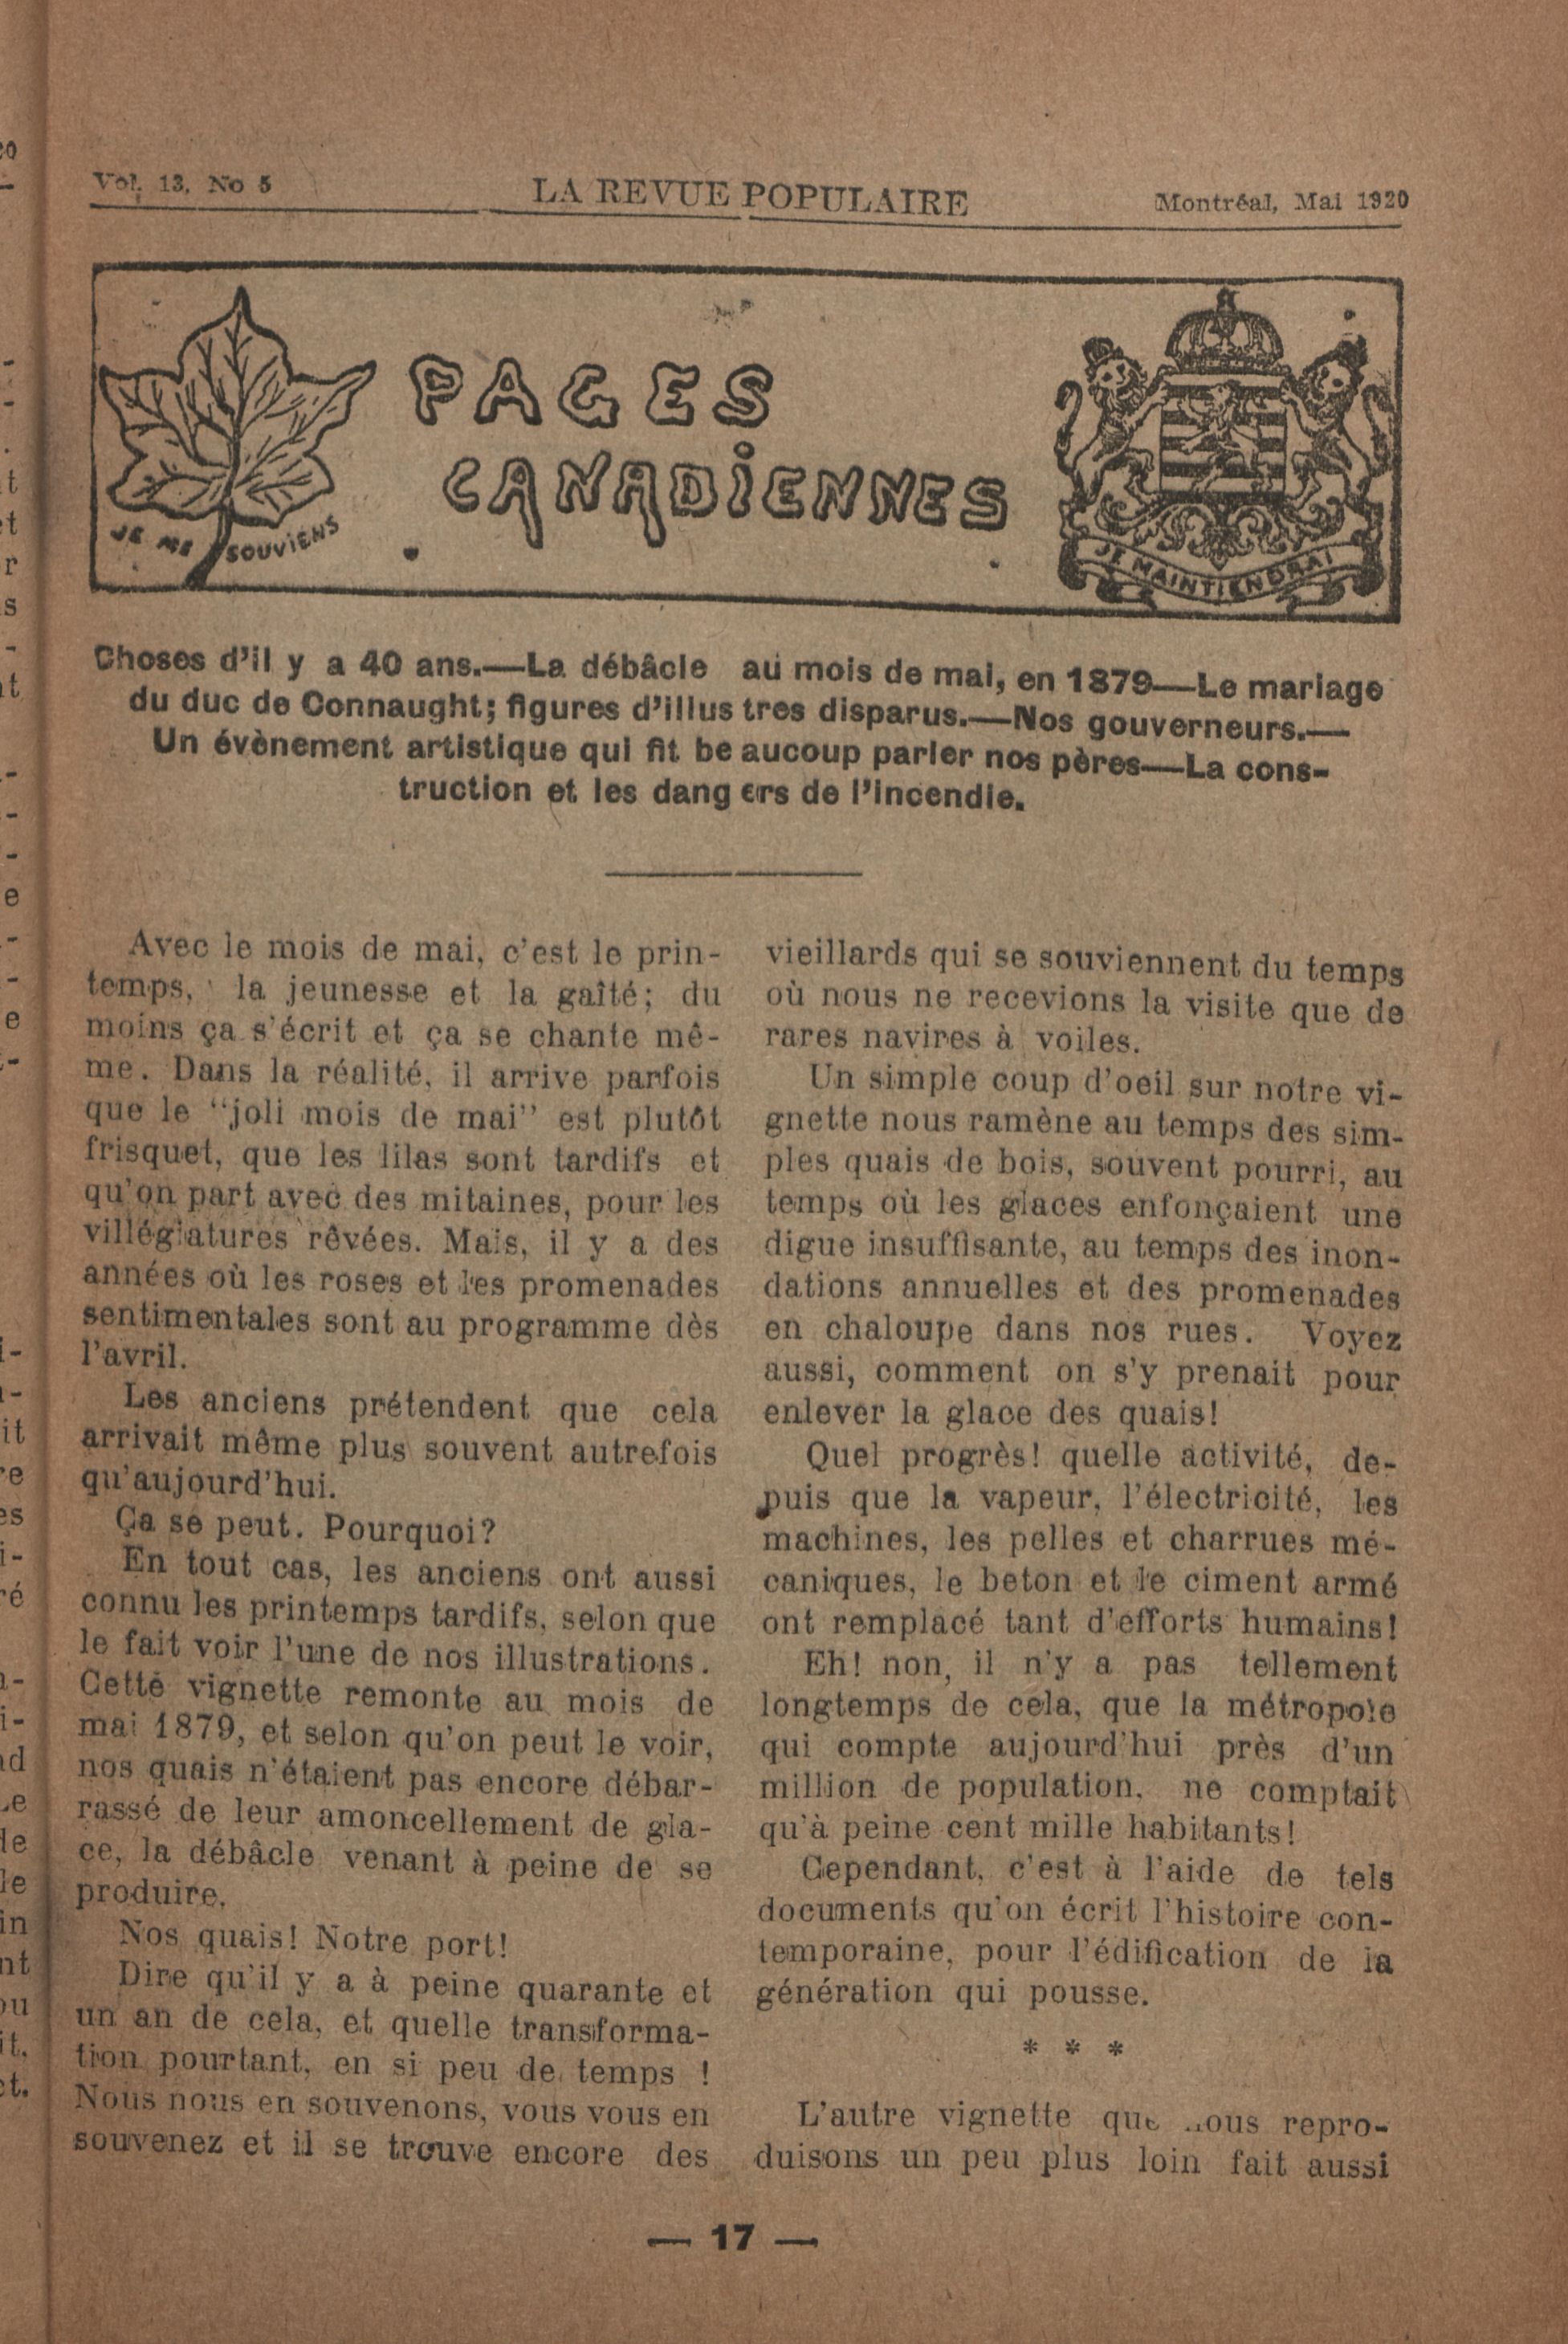 Vol. 13, No 5 LA REVUE POPULAIRE Montréal, Mai 1920
PAGES
CANADIENNES
JE ME SOUVIENS
JE MAINTIENDRAI
Choses d'il y a 40 ans.—La débâcle au mois de mai, en 1879—Le mariage
du duc de Connaught; figures d'illus tres disparus.—Nos gouverneurs.—
Un évènement artistique qui fit be aucoup parler nos pères—La cons-
truction et les dang ers de l'incendie.
Avec le mois de mai, c'est le prin-
temps, la jeunesse et la gaîté; du
moins ça s'écrit et ça se chante mê-
me. Dans la réalité, il arrive parfois
que le "joli mois de mai" est plutôt
frisquet, que les lilas sont tardifs et
qu'on part avec des mitaines, pour les
villégiatures rêvées. Mais, il y a des
années où les roses et les promenades
sentimentales sont au programme dès
l'avril.
Les anciens prétendent que cela
arrivait même plus souvent autrefois
qu'aujourd'hui.
Ça se peut. Pourquoi?
En tout cas, les anciens ont aussi
connu les printemps tardifs, selon que
le fait voir l'une de nos illustrations.
Cette vignette remonte au mois de
mai 1879, et selon qu'on peut le voir,
nos quais n'étaient pas encore débar-
rassé de leur amoncellement de gla-
ce, la débâcle venant à peine de se
produire.
Nos quais! Notre port!
Dire qu'il y a à peine quarante et
un an de cela, et quelle transforma-
tion pourtant, en si peu de temps !
Nous nous en souvenons, vous vous en
souvenez et il se trouve encore des
vieillards qui se souviennent du temps
où nous ne recevions la visite que de
rares navires à voiles.
Un simple coup d'oeil sur notre vi-
gnette nous ramène au temps des sim-
ples quais de bois, souvent pourri, au
temps où les glaces enfonçaient une
digue insuffisante, au temps des inon-
dations annuelles et des promenades
en chaloupe dans nos rues. Voyez
aussi, comment on s'y prenait pour
enlever la glace des quais!
Quel progrès! quelle activité, de-
puis que la vapeur, l'électricité, les
machines, les pelles et charrues mé-
caniques, le beton et le ciment armé
ont remplacé tant d'efforts humains!
Eh! non, il n'y a pas tellement
longtemps de cela, que la métropole
qui compte aujourd'hui près d'un
million de population, ne comptait
qu'à peine cent mille habitants!
Cependant, c'est à l'aide de tels
documents qu'on écrit l'histoire con-
temporaine, pour l'édification de la
génération qui pousse.
* * *
L'autre vignette que nous repro-
duisons un peu plus loin fait aussi
— 17 —